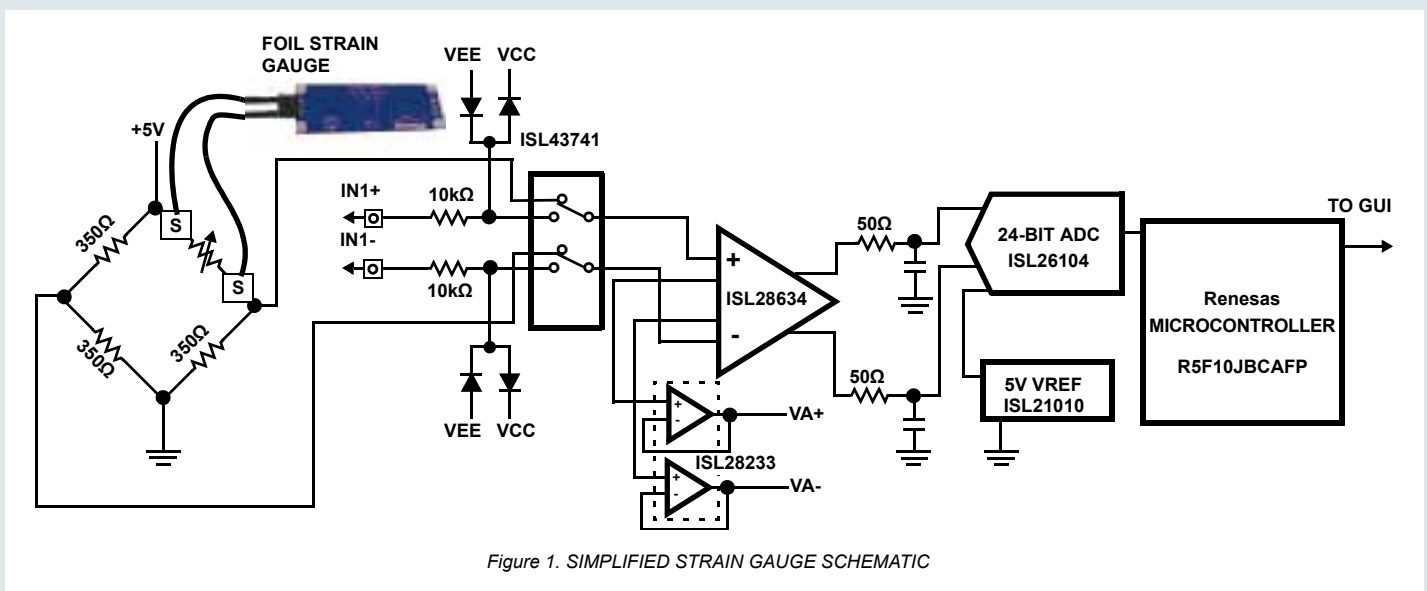 FOIL STRAIN
GAUGE
VEE VCC
+5V
ISL43741
IN1+
10kΩ
IN1-
10kΩ
S
S
350Ω
350Ω
350Ω
VEE VCC
+
-
ISL28634
50Ω
50Ω
24-BIT ADC
ISL26104
5V VREF
ISL21010
Renesas
MICROCONTROLLER
R5F10JBCAFP
TO GUI
+
-
VA+
ISL28233
+
-
VA-
Figure 1. SIMPLIFIED STRAIN GAUGE SCHEMATIC